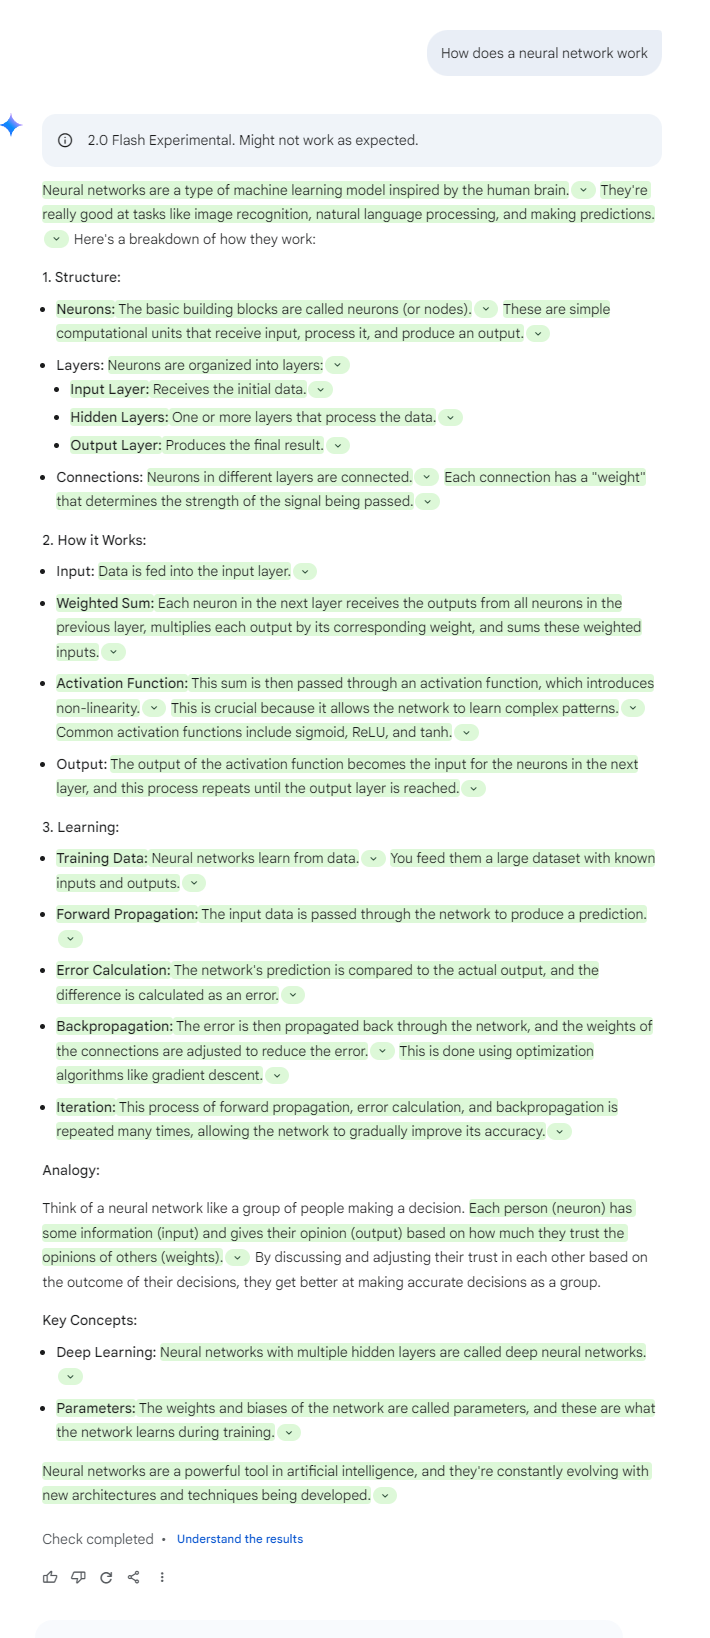 How does a neural network work
2.0 Flash Experimental. Might not work as expected.
Neural networks are a type of machine learning model inspired by the human brain. They're
really good at tasks like image recognition, natural language processing, and making predictions.
Here's a breakdown of how they work:
1. Structure:
• Neurons: The basic building blocks are called neurons (or nodes). These are simple
computational units that receive input, process it, and produce an output.
• Layers: Neurons are organized into layers:
• Input Layer: Receives the initial data.
• Hidden Layers: One or more layers that process the data.
• Output Layer: Produces the final result.
• Connections: Neurons in different layers are connected. Each connection has a "weight"
that determines the strength of the signal being passed.
2. How it Works:
• Input: Data is fed into the input layer.
• Weighted Sum: Each neuron in the next layer receives the outputs from all neurons in the
previous layer, multiplies each output by its corresponding weight, and sums these weighted
inputs.
• Activation Function: This sum is then passed through an activation function, which introduces
non-linearity. This is crucial because it allows the network to learn complex patterns.
Common activation functions include sigmoid, ReLU, and tanh.
• Output: The output of the activation function becomes the input for the neurons in the next
layer, and this process repeats until the output layer is reached.
3. Learning:
• Training Data: Neural networks learn from data. You feed them a large dataset with known
inputs and outputs.
• Forward Propagation: The input data is passed through the network to produce a prediction.
• Error Calculation: The network's prediction is compared to the actual output, and the
difference is calculated as an error.
• Backpropagation: The error is then propagated back through the network, and the weights of
the connections are adjusted to reduce the error. This is done using optimization
algorithms like gradient descent.
• Iteration: This process of forward propagation, error calculation, and backpropagation is
repeated many times, allowing the network to gradually improve its accuracy.
Analogy:
Think of a neural network like a group of people making a decision. Each person (neuron) has
some information (input) and gives their opinion (output) based on how much they trust the
opinions of others (weights). By discussing and adjusting their trust in each other based on
the outcome of their decisions, they get better at making accurate decisions as a group.
Key Concepts:
• Deep Learning: Neural networks with multiple hidden layers are called deep neural networks.
• Parameters: The weights and biases of the network are called parameters, and these are what
the network learns during training.
Neural networks are a powerful tool in artificial intelligence, and they're constantly evolving with
new architectures and techniques being developed.
Check completed • Understand the results